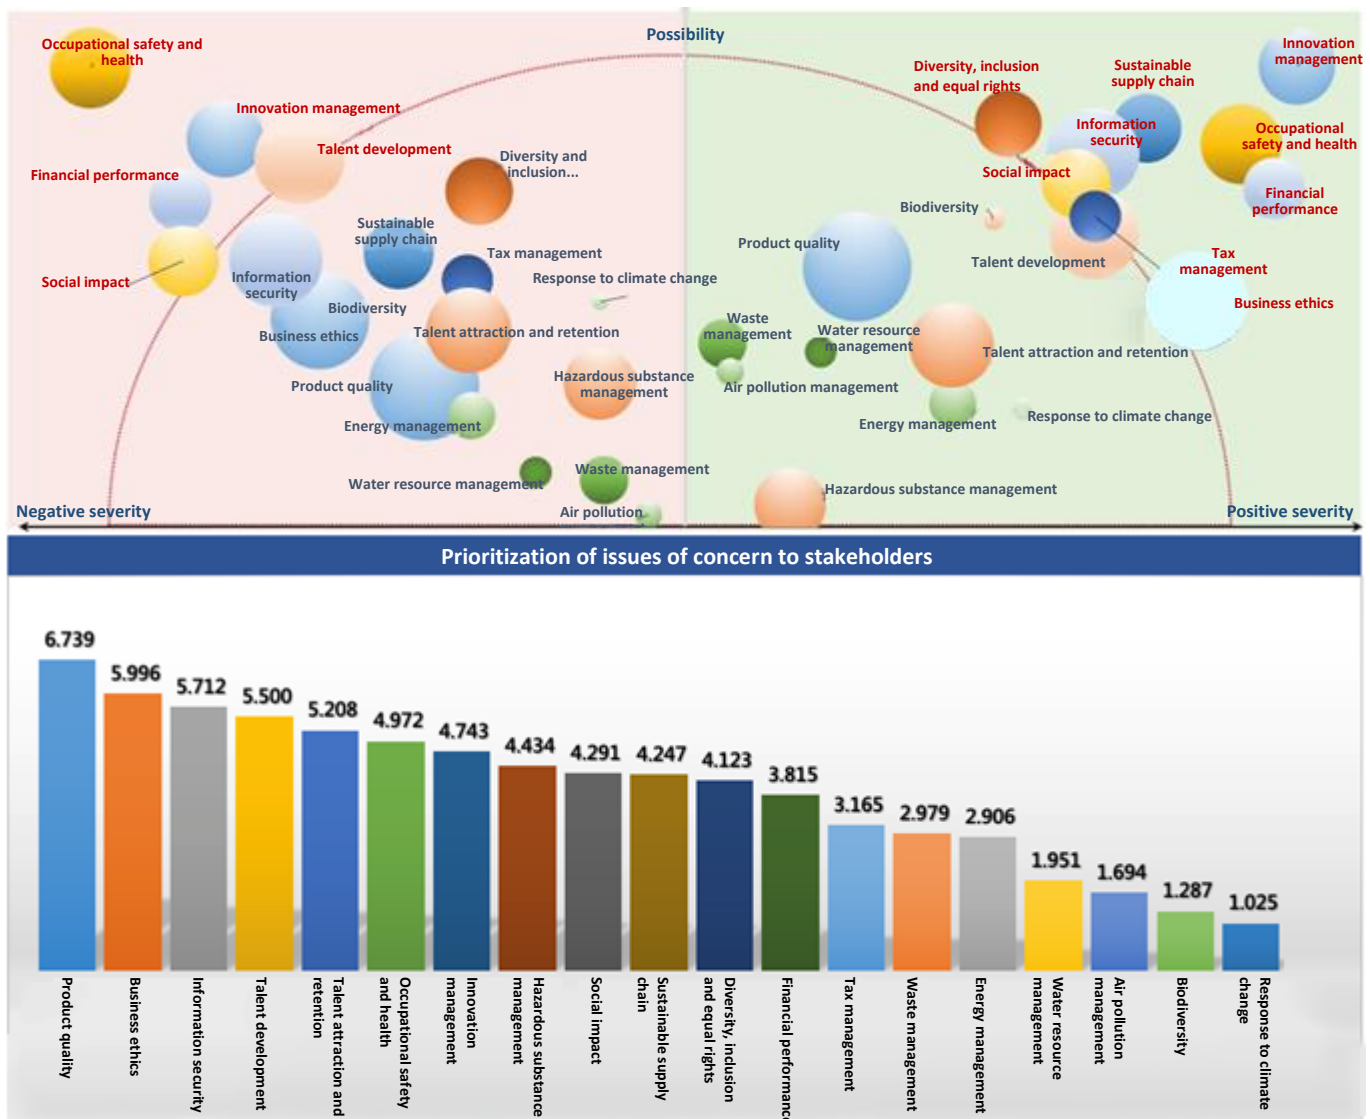 Possibility
Occupational safety and
health
Innovation management
Talent development
Financial performance
Diversity and
inclusion...
Sustainable
supply chain
Tax management
Social impact
Information
security
Response to climate change
Biodiversity
Business ethics
Talent attraction and retention
Product quality
Hazardous substance
management
Energy management
Water resource management
Waste management
Air pollution
Negative severity
Innovation
management
Diversity, inclusion
and equal rights
Sustainable
supply chain
Information
security
Occupational
safety and health
Social impact
Financial
performance
Biodiversity
Product quality
Talent development
Tax
management
Business ethics
Waste
management
Water resource
management
Talent attraction and retention
Air pollution management
Energy management
Response to climate change
Hazardous substance management
Positive severity
Prioritization of issues of concern to stakeholders
6.739
5.996
5.712
5.500
5.208
4.972
4.743
4.434
4.291
4.247
4.123
3.815
3.165
2.979
2.906
1.951
1.694
1.287
1.025
Product quality
Business ethics
Information security
Talent development
Talent attraction and
retention
Occupational safety
and health
Innovation
management
Hazardous substance
management
Social impact
Sustainable supply
chain
Diversity, inclusion
and equal rights
Financial performance
Tax management
Waste management
Energy management
Water resource
management
Air pollution
management
Biodiversity
Response to climate
change